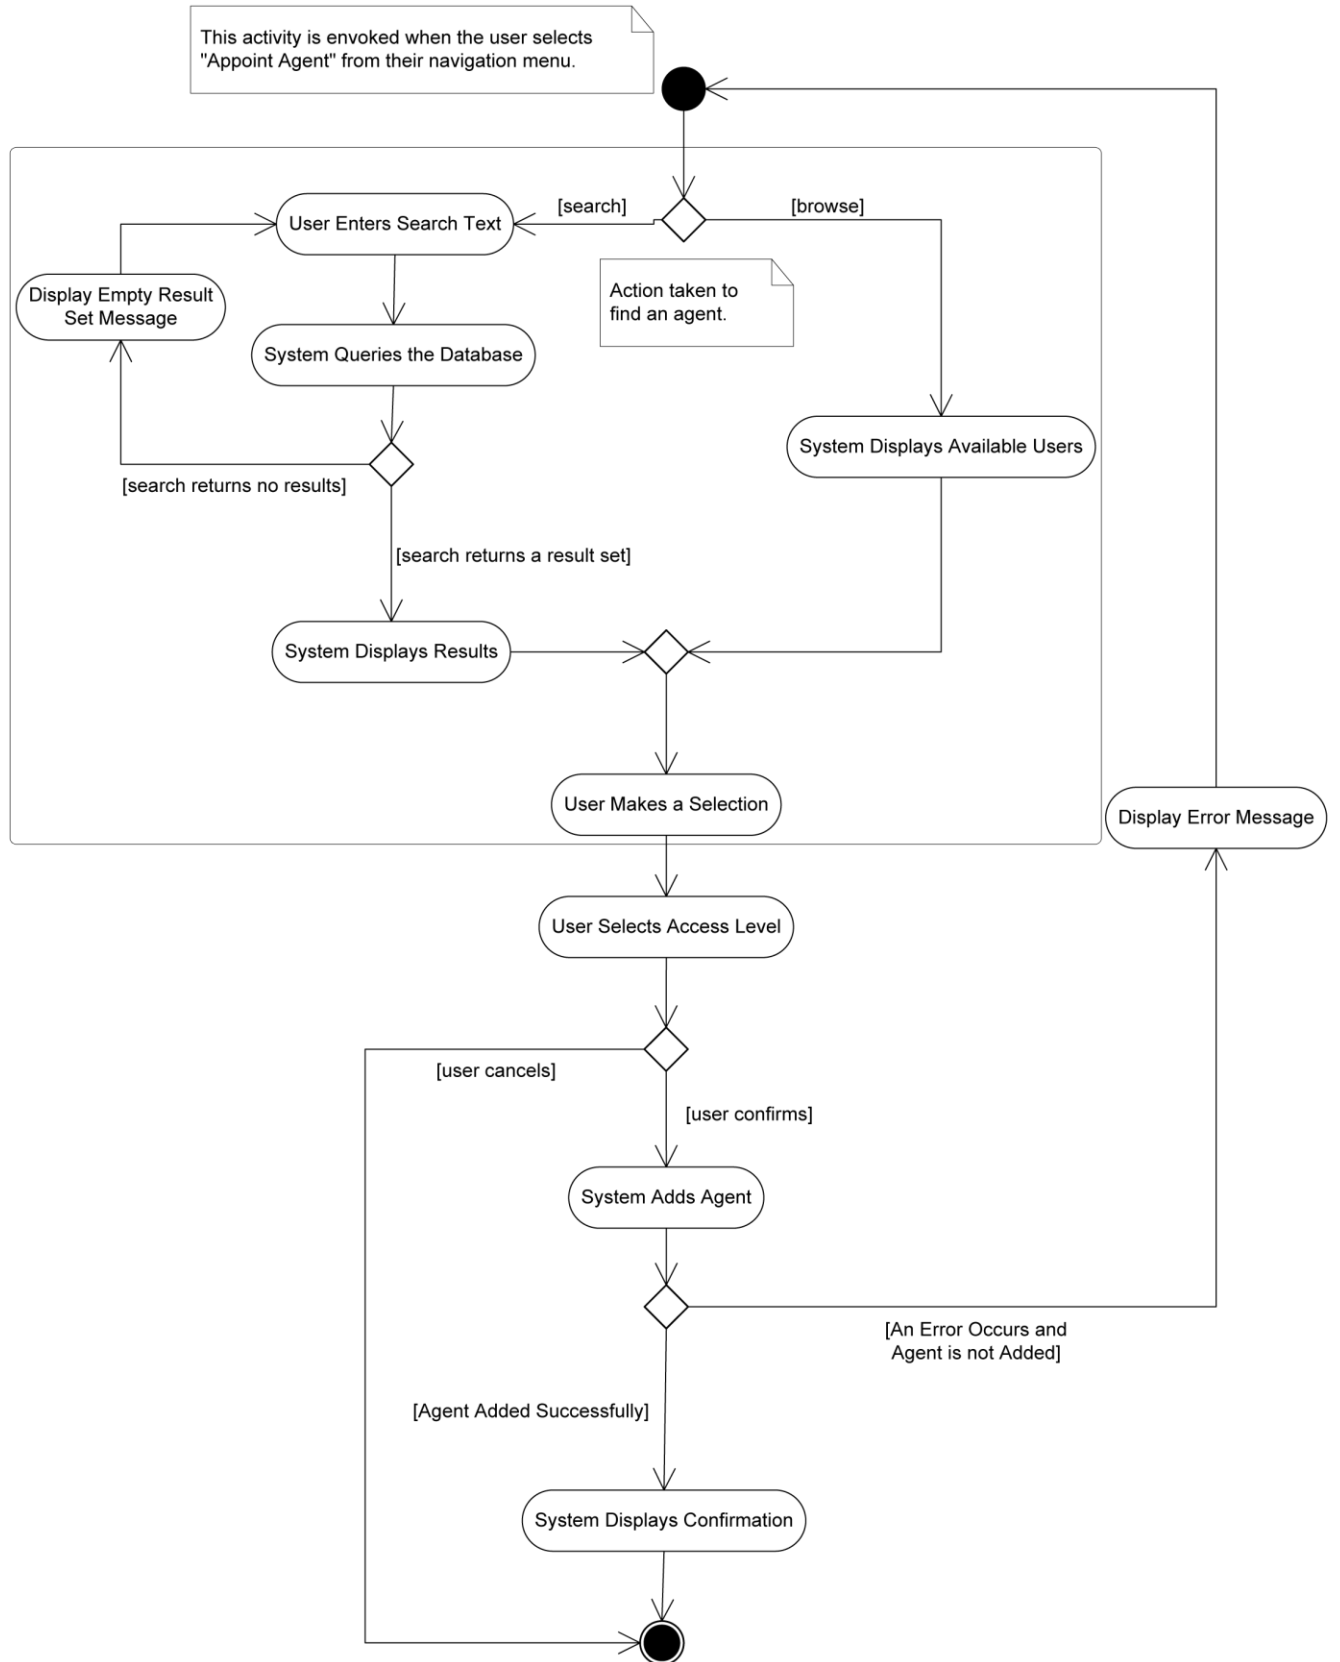 This activity is envoked when the user selects
"Appoint Agent" from their navigation menu.
[search]
[browse]
User Enters Search Text
Display Empty Result
Set Message
Action taken to
find an agent.
System Queries the Database
System Displays Available Users
[search returns no results]
[search returns a result set]
System Displays Results
User Makes a Selection
Display Error Message
User Selects Access Level
[user cancels]
[user confirms]
System Adds Agent
[An Error Occurs and
Agent is not Added]
[Agent Added Successfully]
System Displays Confirmation